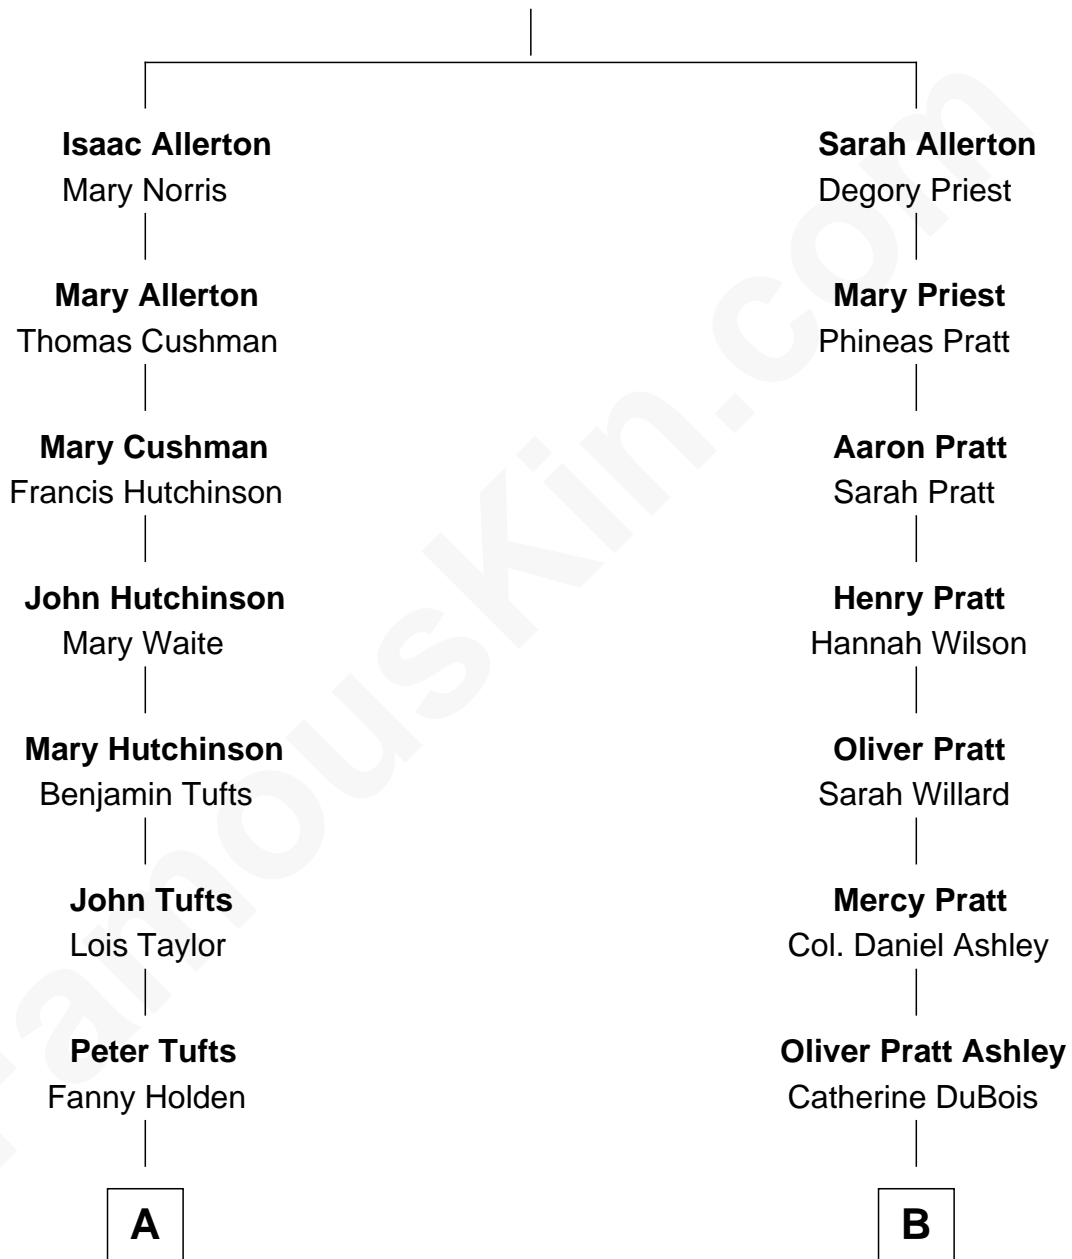 Isaac Allerton
Mary Norris
Sarah Allerton
Degory Priest
Mary Allerton
Thomas Cushman
Mary Priest
Phineas Pratt
Mary Cushman
Francis Hutchinson
Aaron Pratt
Sarah Pratt
John Hutchinson
Mary Waite
Henry Pratt
Hannah Wilson
Mary Hutchinson
Benjamin Tufts
Oliver Pratt
Sarah Willard
John Tufts
Lois Taylor
Mercy Pratt
Col. Daniel Ashley
Peter Tufts
Fanny Holden
Oliver Pratt Ashley
Catherine DuBois
A
B
FamousKin.com